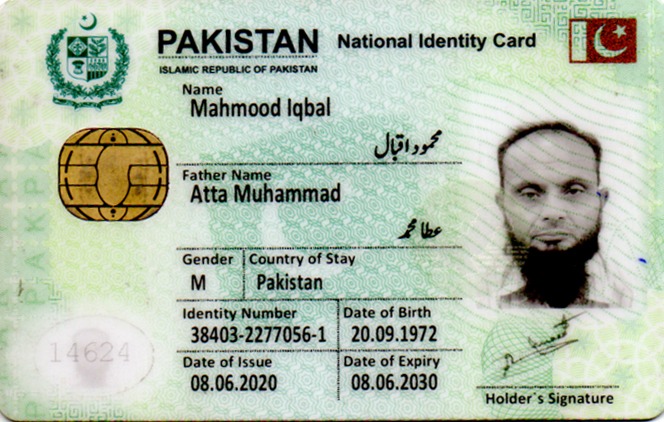 PAKISTAN National Identity Card
ISLAMIC REPUBLIC OF PAKISTAN
Name
Mahmood Iqbal
محمود اقبال
Father Name
Atta Muhammad
عطا محمد
Gender Country of Stay
M Pakistan
Identity Number Date of Birth
38403-2277056-1 20.09.1972
Date of Issue Date of Expiry
08.06.2020 08.06.2030
14624
Holder`s Signature